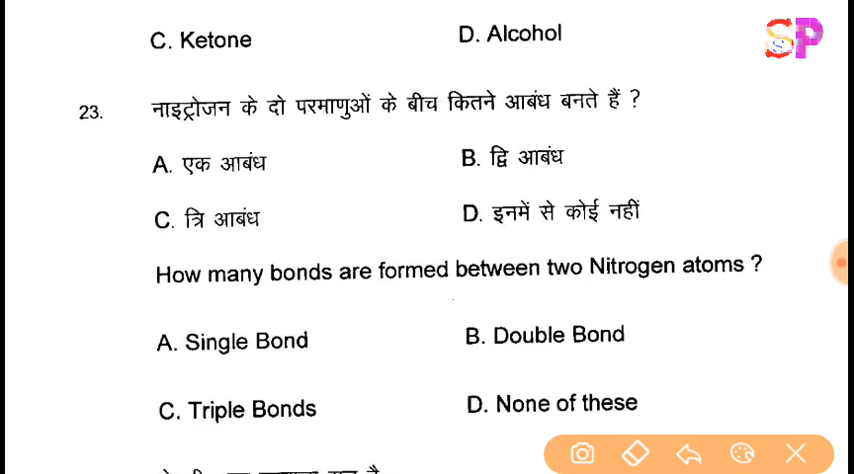 C. Ketone D. Alcohol
SP
23. नाइट्रोजन के दो परमाणुओं के बीच कितने आबंध बनते हैं ?
A. एक आबंध B. द्वि आबंध
C. त्रि आबंध D. इनमें से कोई नहीं
How many bonds are formed between two Nitrogen atoms ?
A. Single Bond B. Double Bond
C. Triple Bonds D. None of these